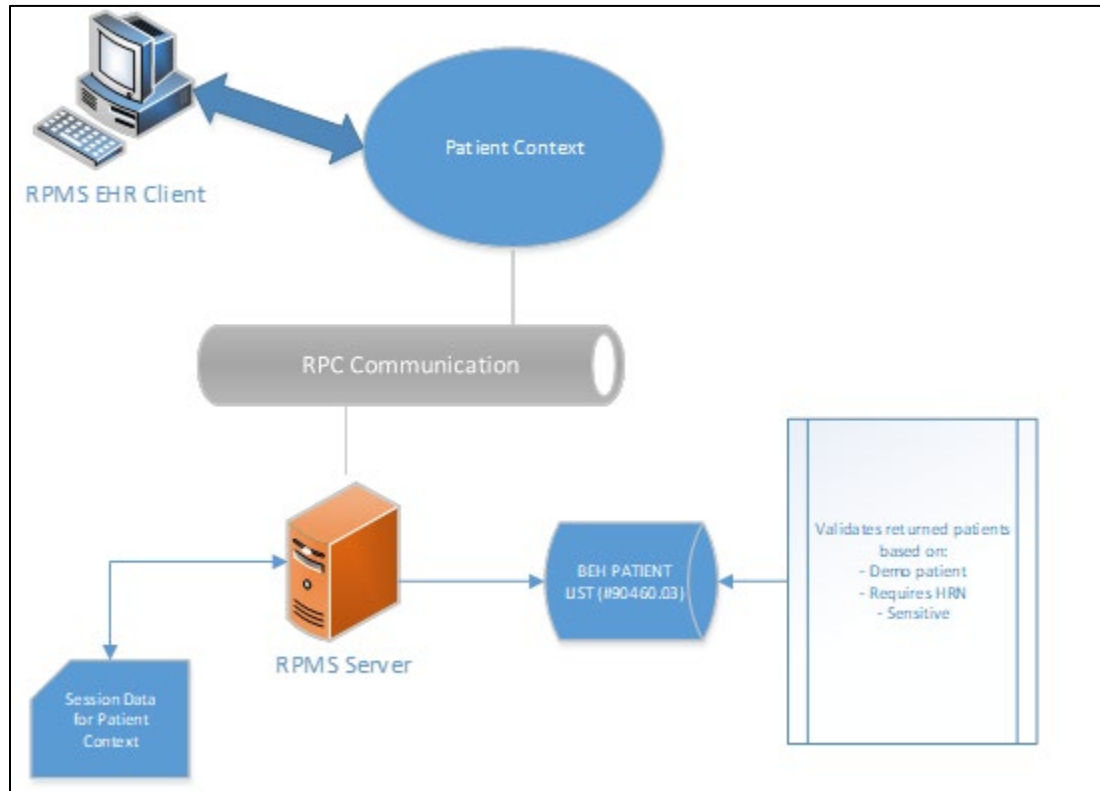 Patient Context
RPMS EHR Client
RPC Communication
Validates returned patients
based on:
- Demo patient
- Requires HRN
- Sensitive
BEH PATIENT
LIST (#90460.03)
RPMS Server
Session Data
for Patient
Context